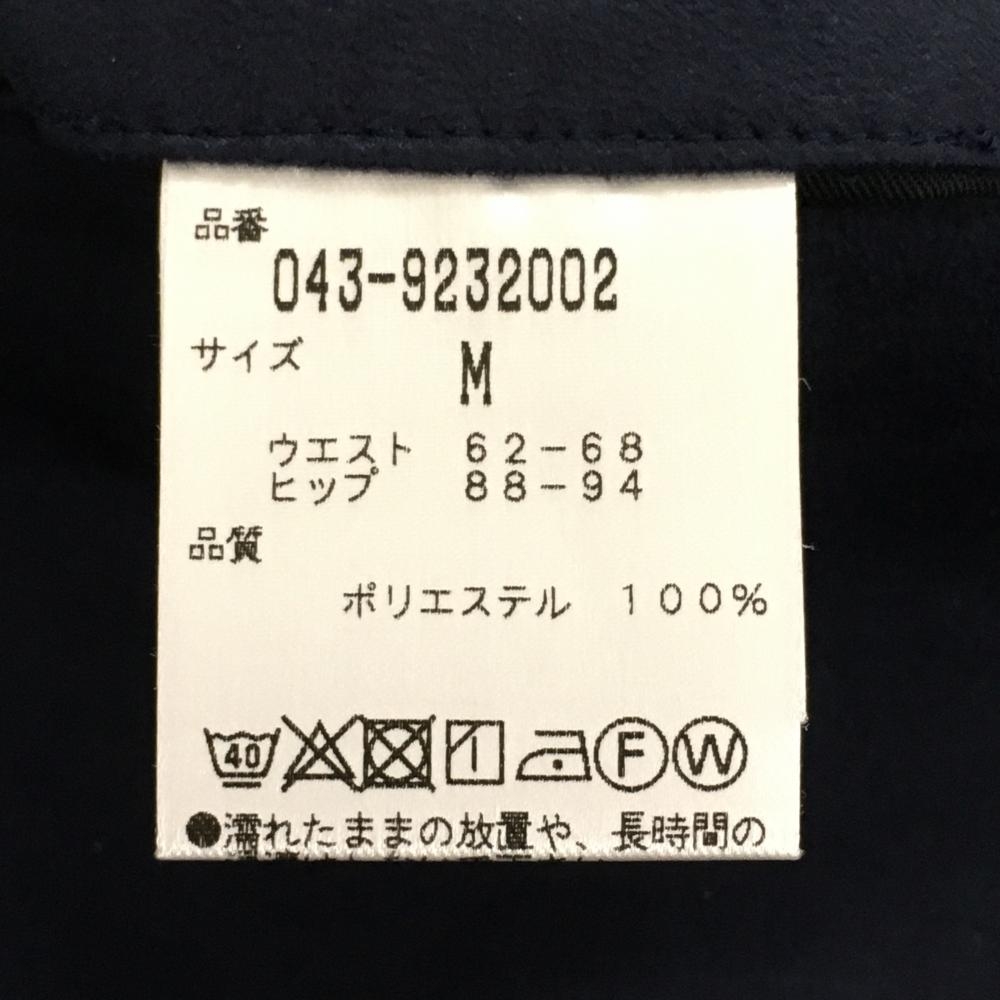 品番
043-9232002
サイズ
M
ウエスト 62-68
ヒップ 88-94
品質
ポリエステル 100%
40 F W
●濡れたままの放置や、長時間の